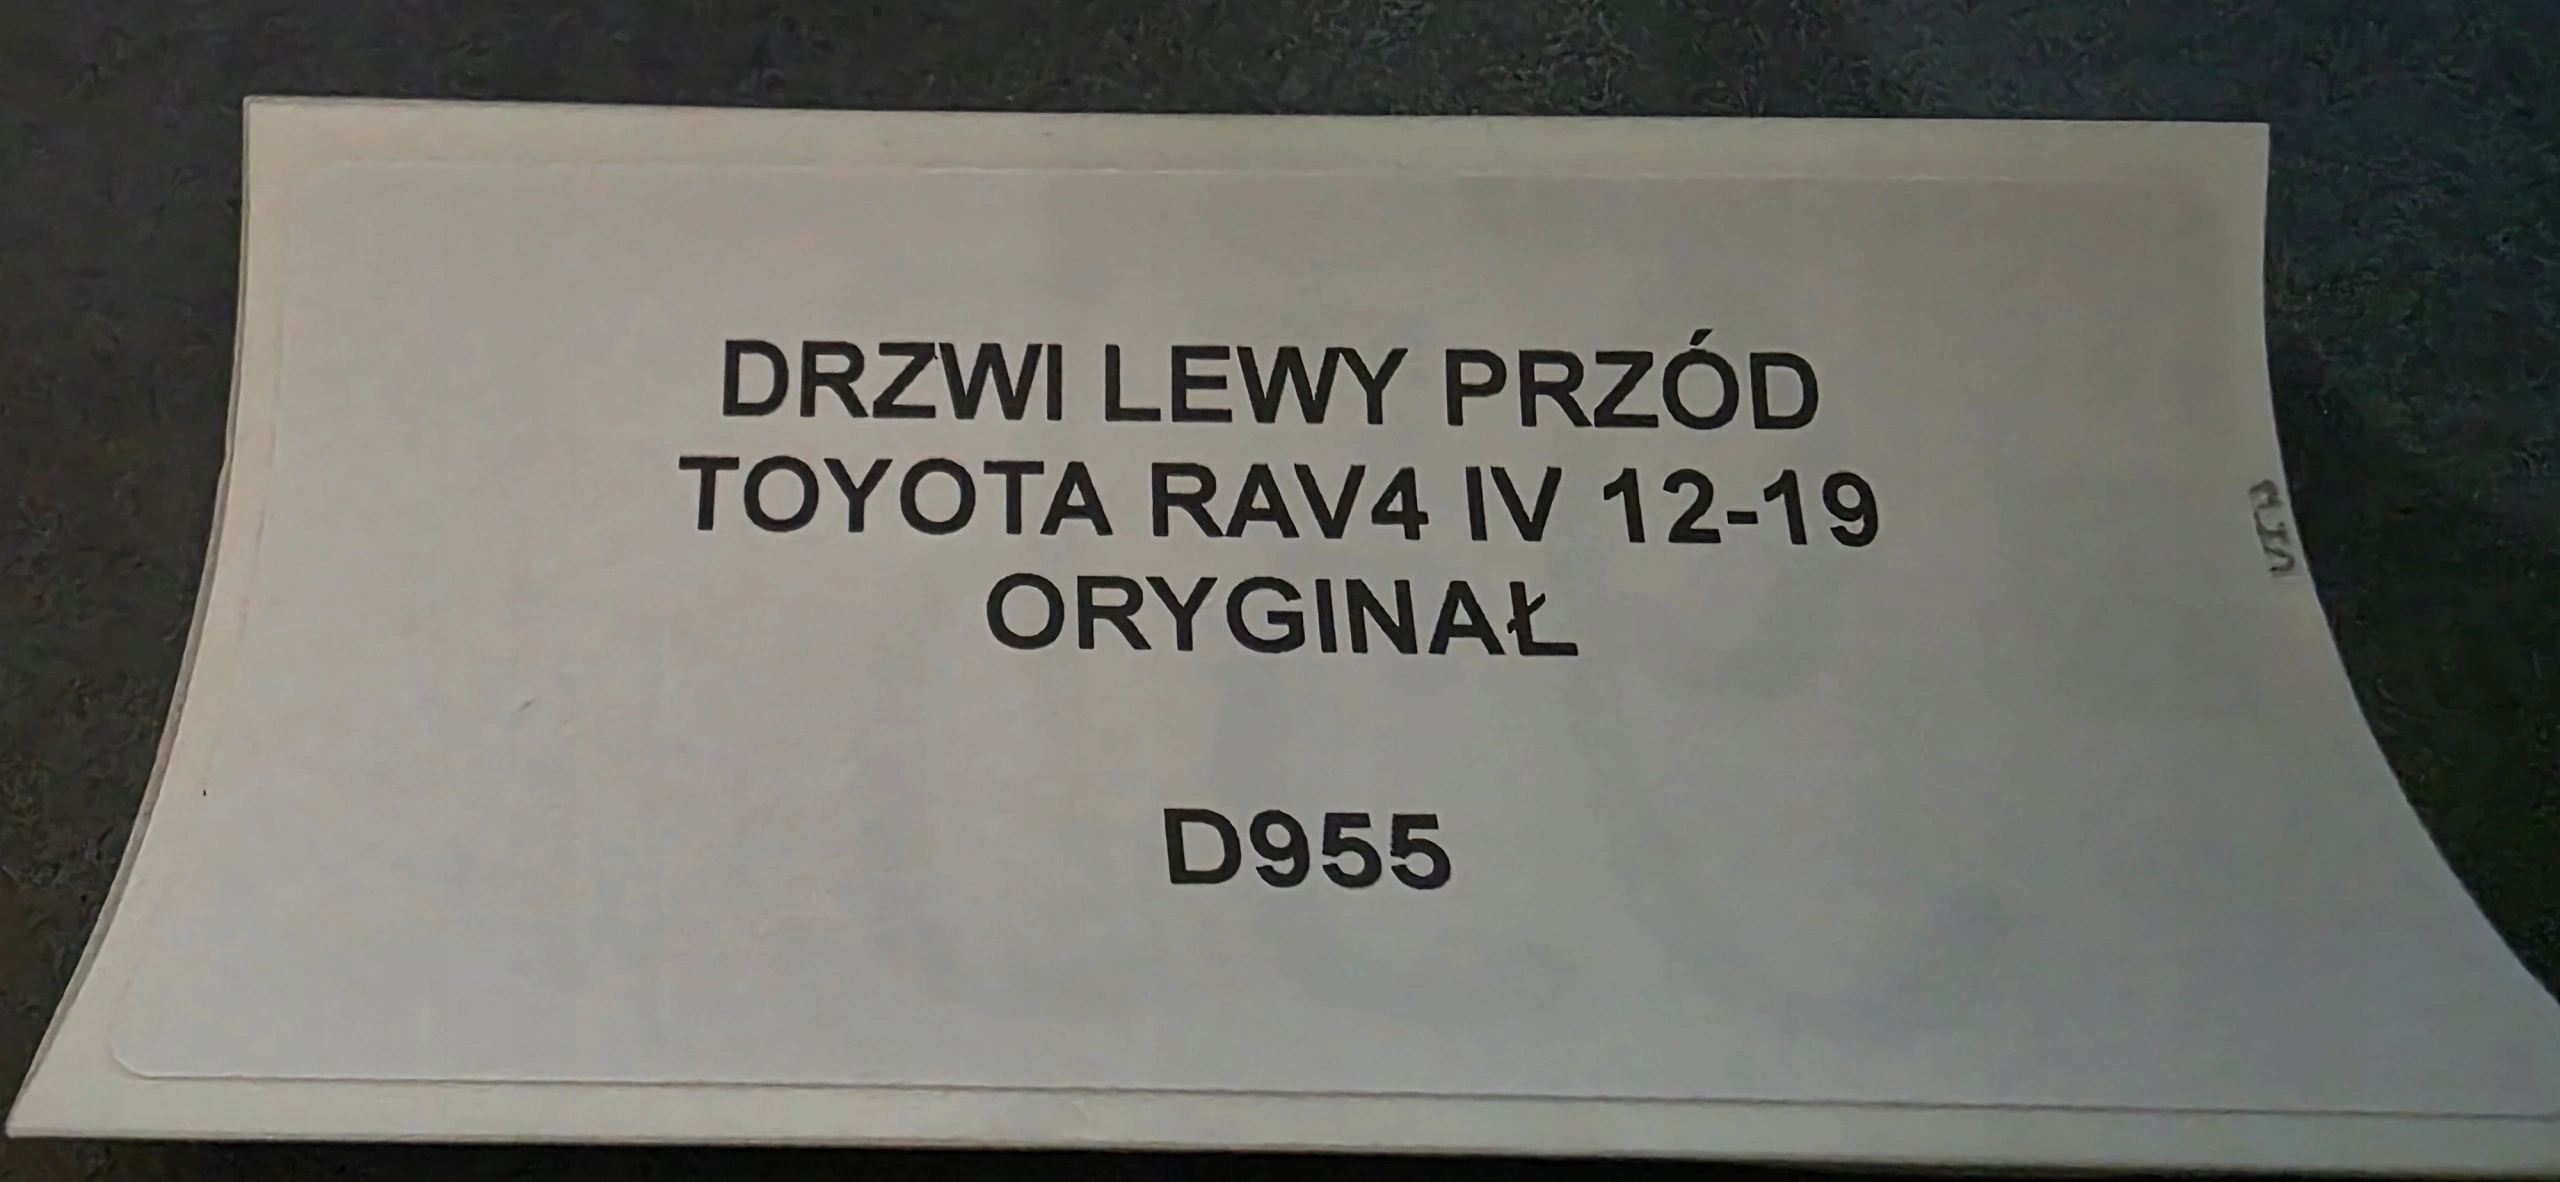 DRZWI LEWY PRZÓD
TOYOTA RAV4 IV 12-19
ORYGINAŁ
D955